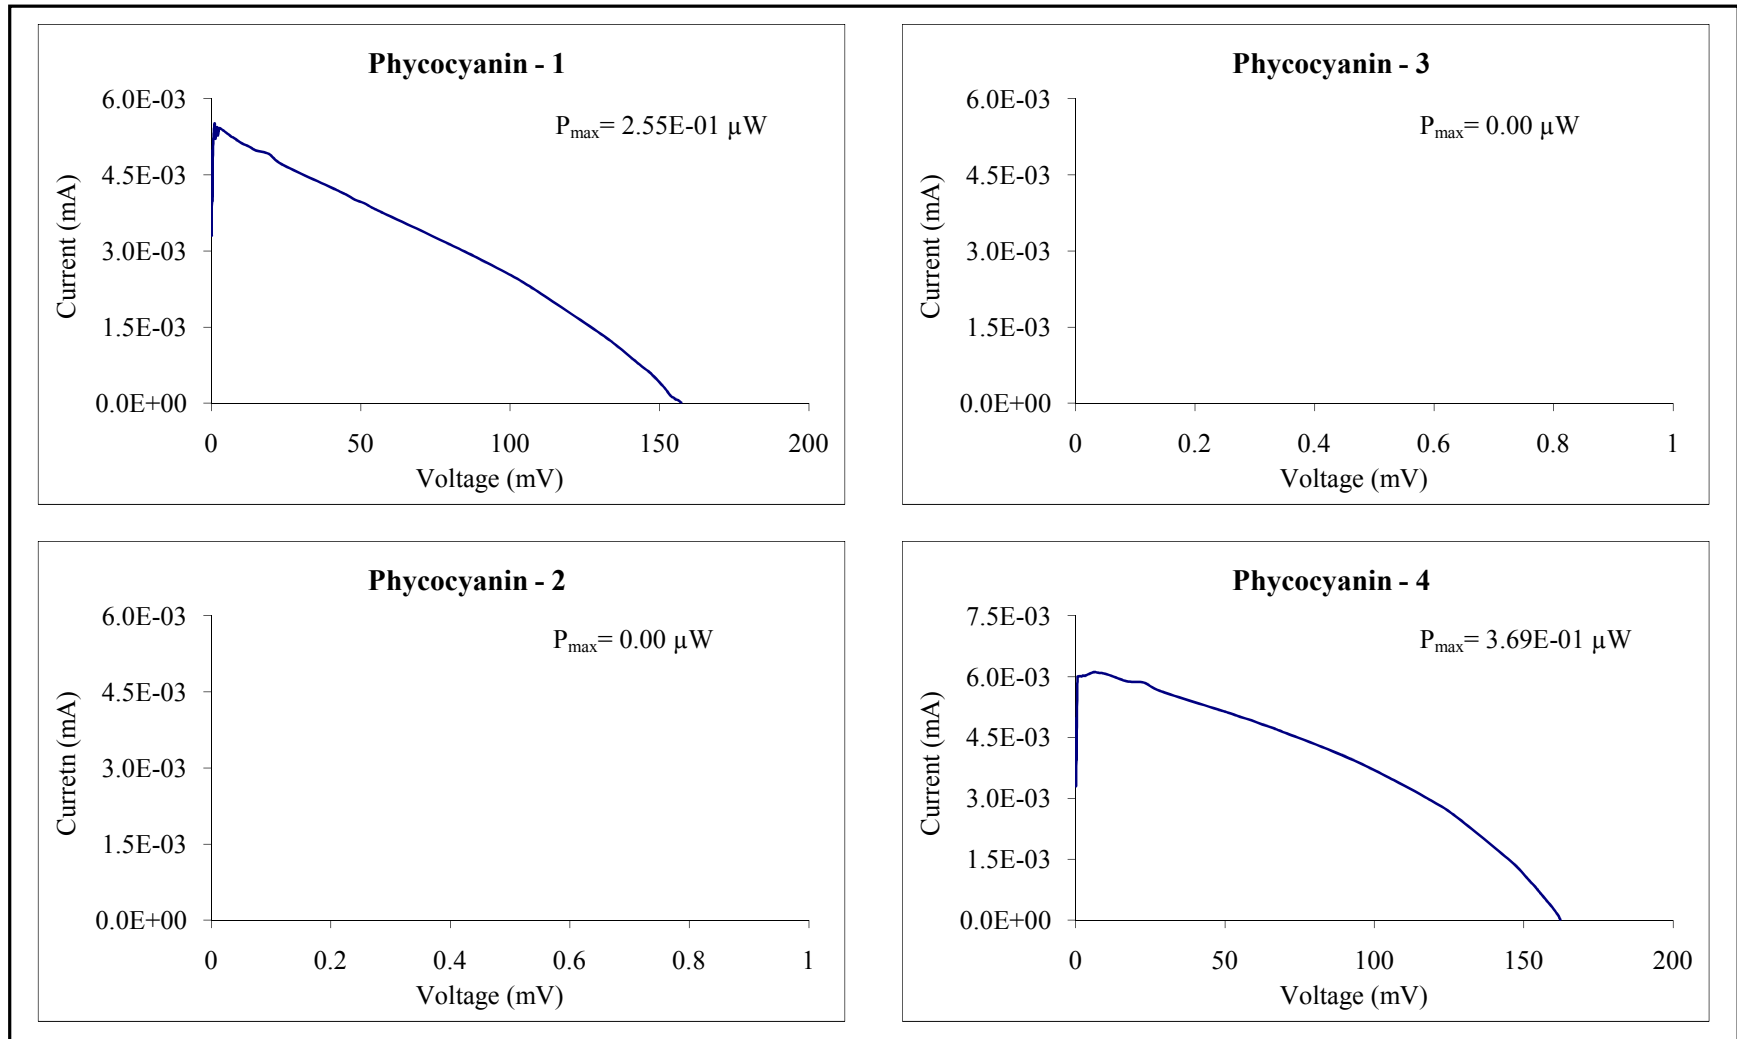 Phycocyanin - 1
Pmax= 2.55E-01 µW
6.0E-03
4.5E-03
3.0E-03
1.5E-03
0.0E+00
Current (mA)
0 50 100 150 200
Voltage (mV)
Phycocyanin - 3
Pmax= 0.00 µW
6.0E-03
4.5E-03
3.0E-03
1.5E-03
0.0E+00
Current (mA)
0 0.2 0.4 0.6 0.8 1
Voltage (mV)
Phycocyanin - 2
Pmax= 0.00 µW
6.0E-03
4.5E-03
3.0E-03
1.5E-03
0.0E+00
Curretn (mA)
0 0.2 0.4 0.6 0.8 1
Voltage (mV)
Phycocyanin - 4
Pmax= 3.69E-01 µW
7.5E-03
6.0E-03
4.5E-03
3.0E-03
1.5E-03
0.0E+00
Current (mA)
0 50 100 150 200
Voltage (mV)